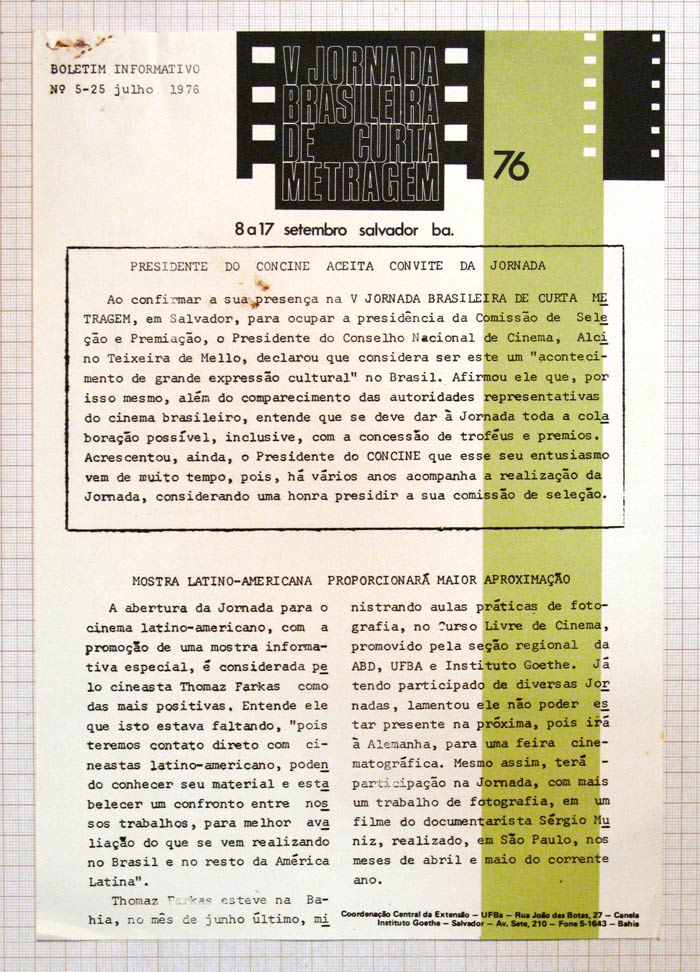 BOLETIM INFORMATIVO
Nº 5-25 julho 1976
V JORNADA
BRASILEIRA
DE CURTA
METRAGEM
76
8 a 17 setembro salvador ba.
PRESIDENTE DO CONCINE ACEITA CONVITE DA JORNADA
Ao confirmar a sua presença na V JORNADA BRASILEIRA DE CURTA ME
TRAGEM, em Salvador, para ocupar a presidência da Comissão de Sele
ção e Premiação, o Presidente do Conselho Nacional de Cinema, Alci
no Teixeira de Mello, declarou que considera ser este um "aconteci-
mento de grande expressão cultural" no Brasil. Afirmou ele que, por
isso mesmo, além do comparecimento das autoridades representativas
do cinema brasileiro, entende que se deve dar à Jornada toda a cola
boração possível, inclusive, com a concessão de troféus e premios.
Acrescentou, ainda, o Presidente do CONCINE que esse seu entusiasmo
vem de muito tempo, pois, há vários anos acompanha a realização da
Jornada, considerando uma honra presidir a sua comissão de seleção.
MOSTRA LATINO-AMERICANA PROPORCIONARÁ MAIOR APROXIMAÇÃO
A abertura da Jornada para o
cinema latino-americano, com a
promoção de uma mostra informa-
tiva especial, é considerada pe
lo cineasta Thomaz Farkas como
das mais positivas. Entende ele
que isto estava faltando, "pois
teremos contato direto com ci-
neastas latino-americano, poden
do conhecer seu material e esta
belecer um confronto entre nos
sos trabalhos, para melhor ava
liação do que se vem realizando
no Brasil e no resto da América
Latina".
Thomaz Farkas esteve na Ba-
hia, no mês de junho último, mi
nistrando aulas práticas de foto-
grafia, no Curso Livre de Cinema,
promovido pela seção regional da
ABD, UFBA e Instituto Goethe. Já
tendo participado de diversas Jor
nadas, lamentou ele não poder es
tar presente na próxima, pois irá
à Alemanha, para uma feira cine-
matográfica. Mesmo assim, terá -
participação na Jornada, com mais
um trabalho de fotografia, em um
filme do documentarista Sérgio Mu
niz, realizado, em São Paulo, nos
meses de abril e maio do corrente
ano.
Coordenação Central da Extensão — UFBa — Rua João das Botas, 27 — Canela
Instituto Goethe — Salvador — Av. Sete, 210 — Fone 5-1643 — Bahia